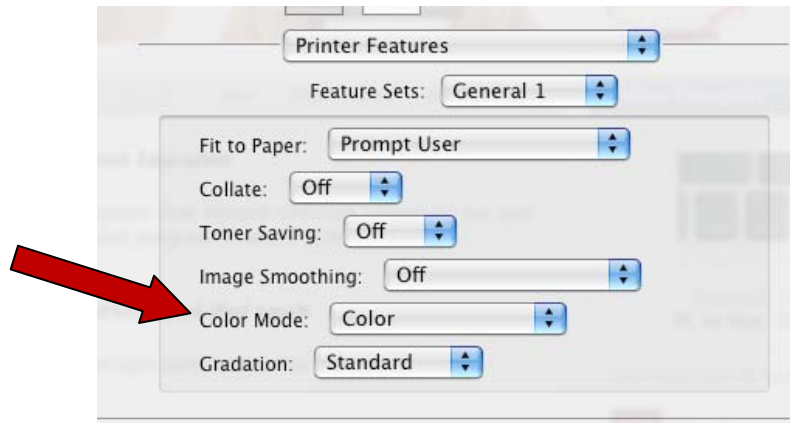 Printer Features
Feature Sets: General 1
Fit to Paper: Prompt User
Collate: Off
Toner Saving: Off
Image Smoothing: Off
Color Mode: Color
Gradation: Standard